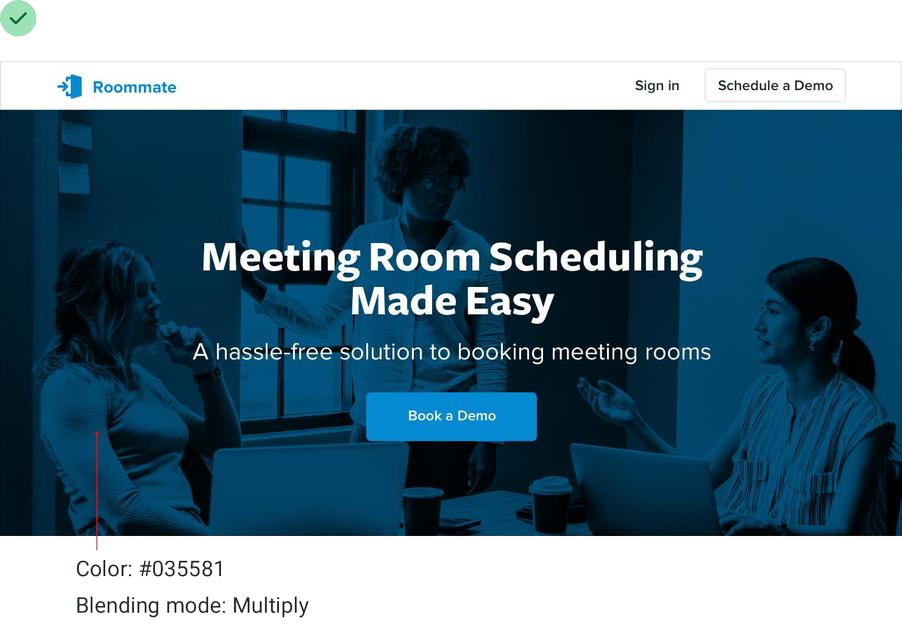 Roommate
Sign in
Schedule a Demo
Meeting Room Scheduling
Made Easy
A hassle-free solution to booking meeting rooms
Book a Demo
Color: #035581
Blending mode: Multiply